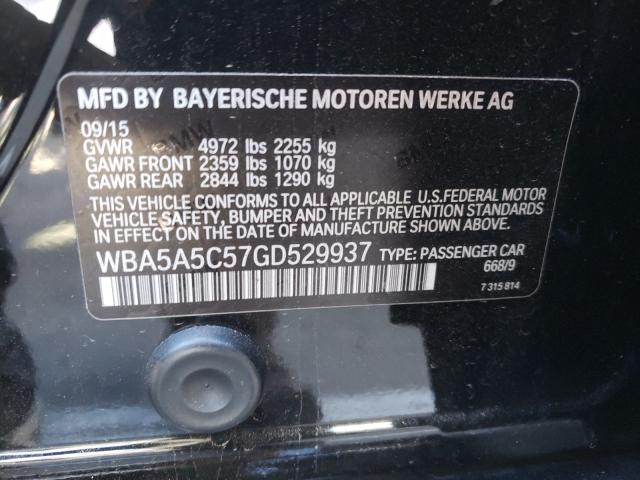 MFD BY BAYERISCHE MOTOREN WERKE AG
09/15
GVWR 4972 lbs 2255 kg
GAWR FRONT 2359 lbs 1070 kg
GAWR REAR 2844 lbs 1290 kg
THIS VEHICLE CONFORMS TO ALL APPLICABLE U.S.FEDERAL MOTOR
VEHICLE SAFETY, BUMPER AND THEFT PREVENTION STANDARDS
IN EFFECT ON THE DATE OF MANUFACTURE SHOWN ABOVE.
WBA5A5C57GD529937 TYPE: PASSENGER CAR
668/9
7 315 814